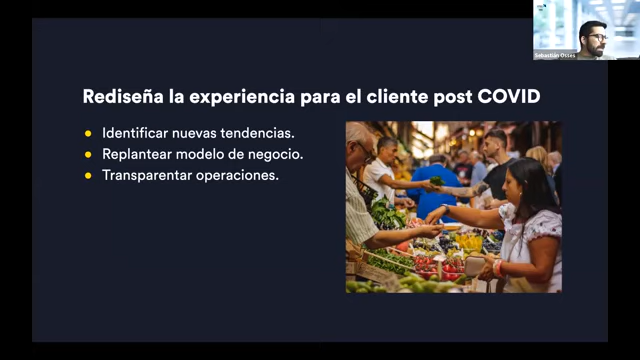 Rediseña la experiencia para el cliente post COVID
Identificar nuevas tendencias.
Replantear modelo de negocio.
Transparentar operaciones.